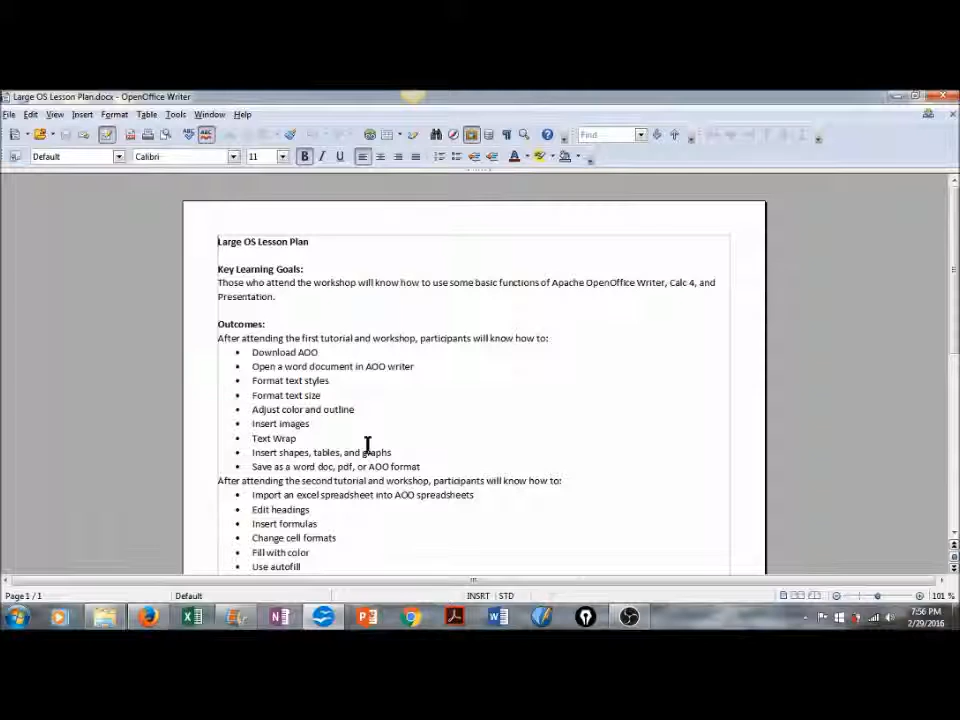 Large OS Lesson Plan.docx - OpenOffice Writer
File Edit View Insert Format Table Tools Window Help
Find
Default Calibri 11 B I U
Large OS Lesson Plan
Key Learning Goals:
Those who attend the workshop will know how to use some basic functions of Apache OpenOffice Writer, Calc 4, and
Presentation.
Outcomes:
After attending the first tutorial and workshop, participants will know how to:
• Download AOO
• Open a word document in AOO writer
• Format text styles
• Format text size
• Adjust color and outline
• Insert images
• Text Wrap
• Insert shapes, tables, and graphs
• Save as a word doc, pdf, or AOO format
After attending the second tutorial and workshop, participants will know how to:
• Import an excel spreadsheet into AOO spreadsheets
• Edit headings
• Insert formulas
• Change cell formats
• Fill with color
• Use autofill
Page 1 / 1 Default INSRT STD 101 %
7:56 PM
2/29/2016